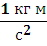 1 кг м
с²